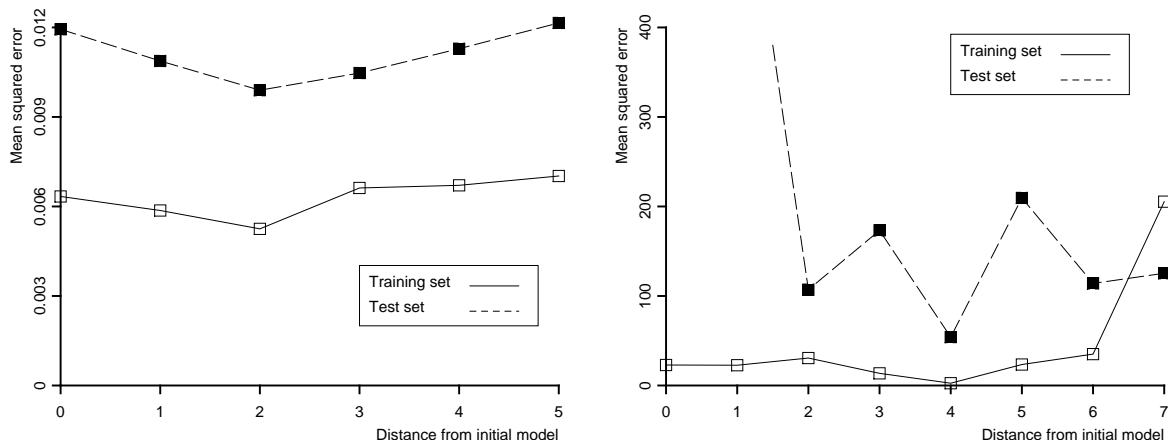 Mean squared error
0.012
0.009
0.006
0.003
0
Training set
Test set
0 1 2 3 4 5
Distance from initial model
Mean squared error
400
300
200
100
0
Training set
Test set
0 1 2 3 4 5 6 7
Distance from initial model